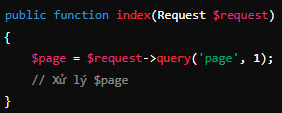 public function index(Request $request)
{
    $page = $request->query('page', 1);
    // Xử lý $page
}